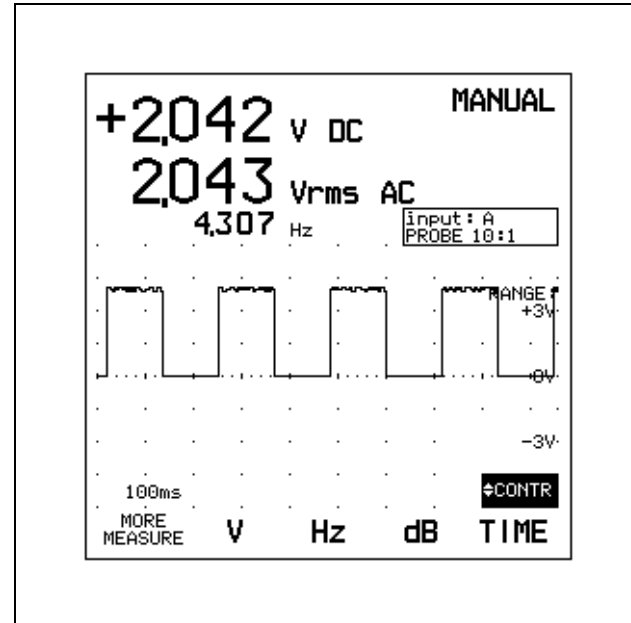 MANUAL
+2,042 V DC
2,043 Vrms AC
4,307 Hz
input: A
PROBE 10:1
RANGE
+3V
0V
-3V
100ms
CONTR
MORE MEASURE
V
Hz
dB
TIME